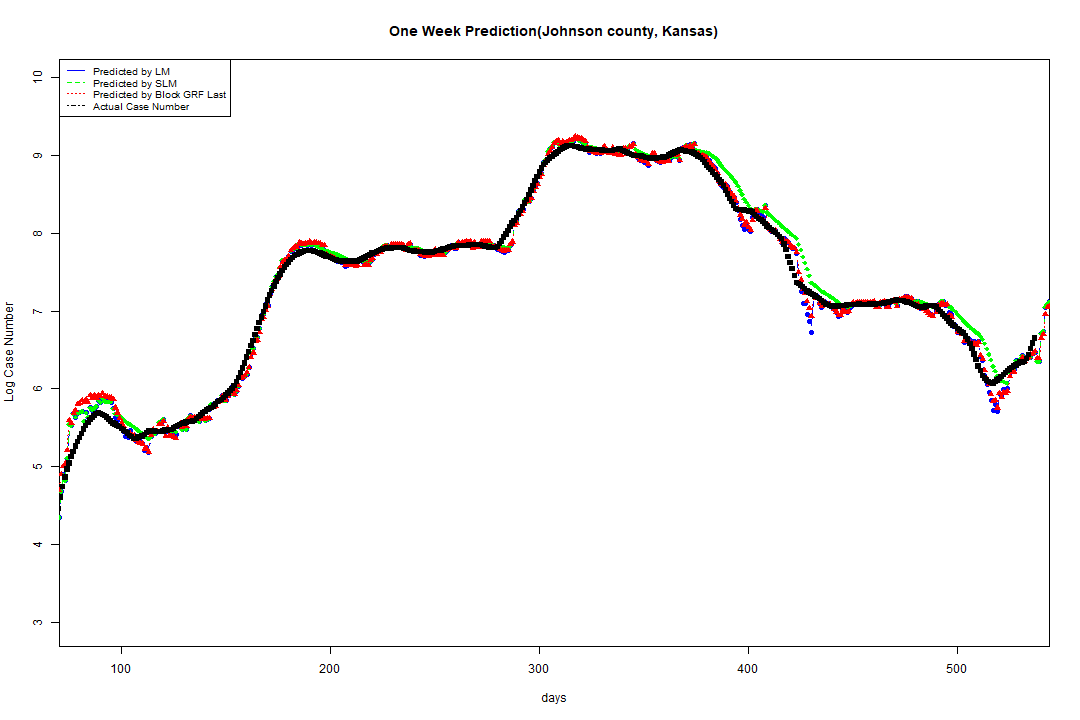 One Week Prediction(Johnson county, Kansas)
Predicted by LM
Predicted by SLM
Predicted by Block GRF Last
Actual Case Number
10
9
8
7
6
5
4
3
Log Case Number
100 200 300 400 500
days